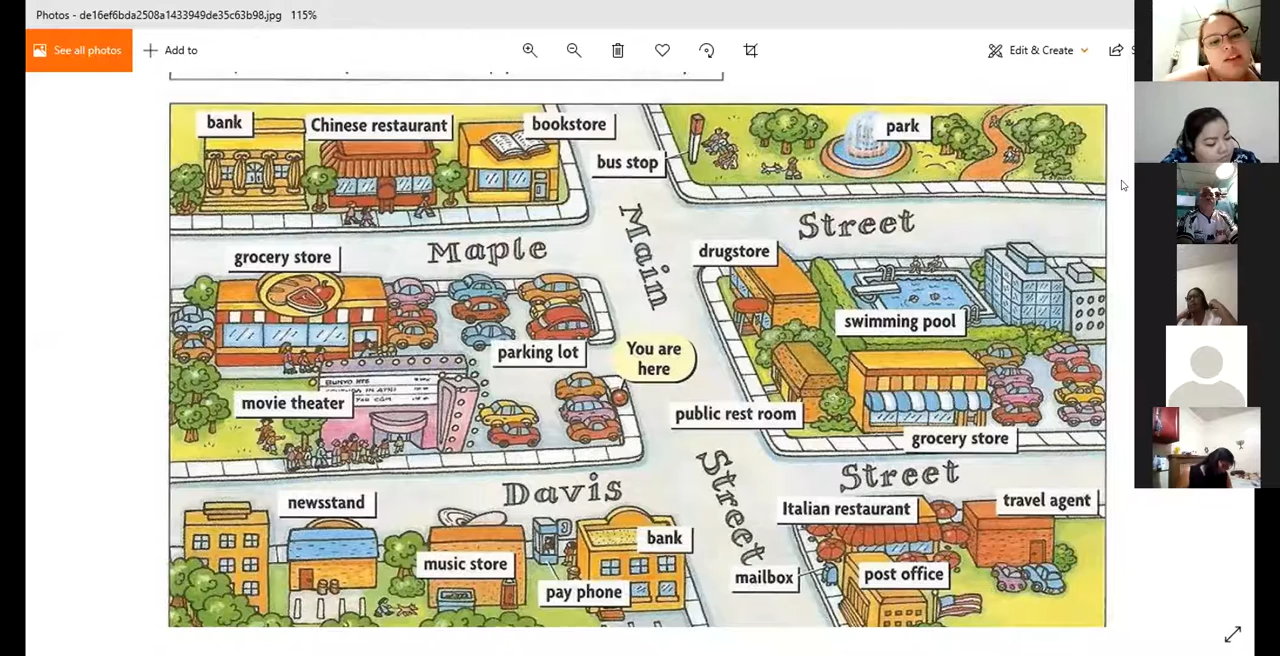 Photos - de16ef6bda2508a1433949de35c63b98.jpg 115%
See all photos
Add to
Edit & Create
bank
Chinese restaurant
bookstore
park
bus stop
Main
Street
Maple
drugstore
grocery store
swimming pool
You are
here
parking lot
movie theater
public rest room
grocery store
Street
Street
Davis
newsstand
Italian restaurant
travel agent
music store
bank
mailbox
post office
pay phone